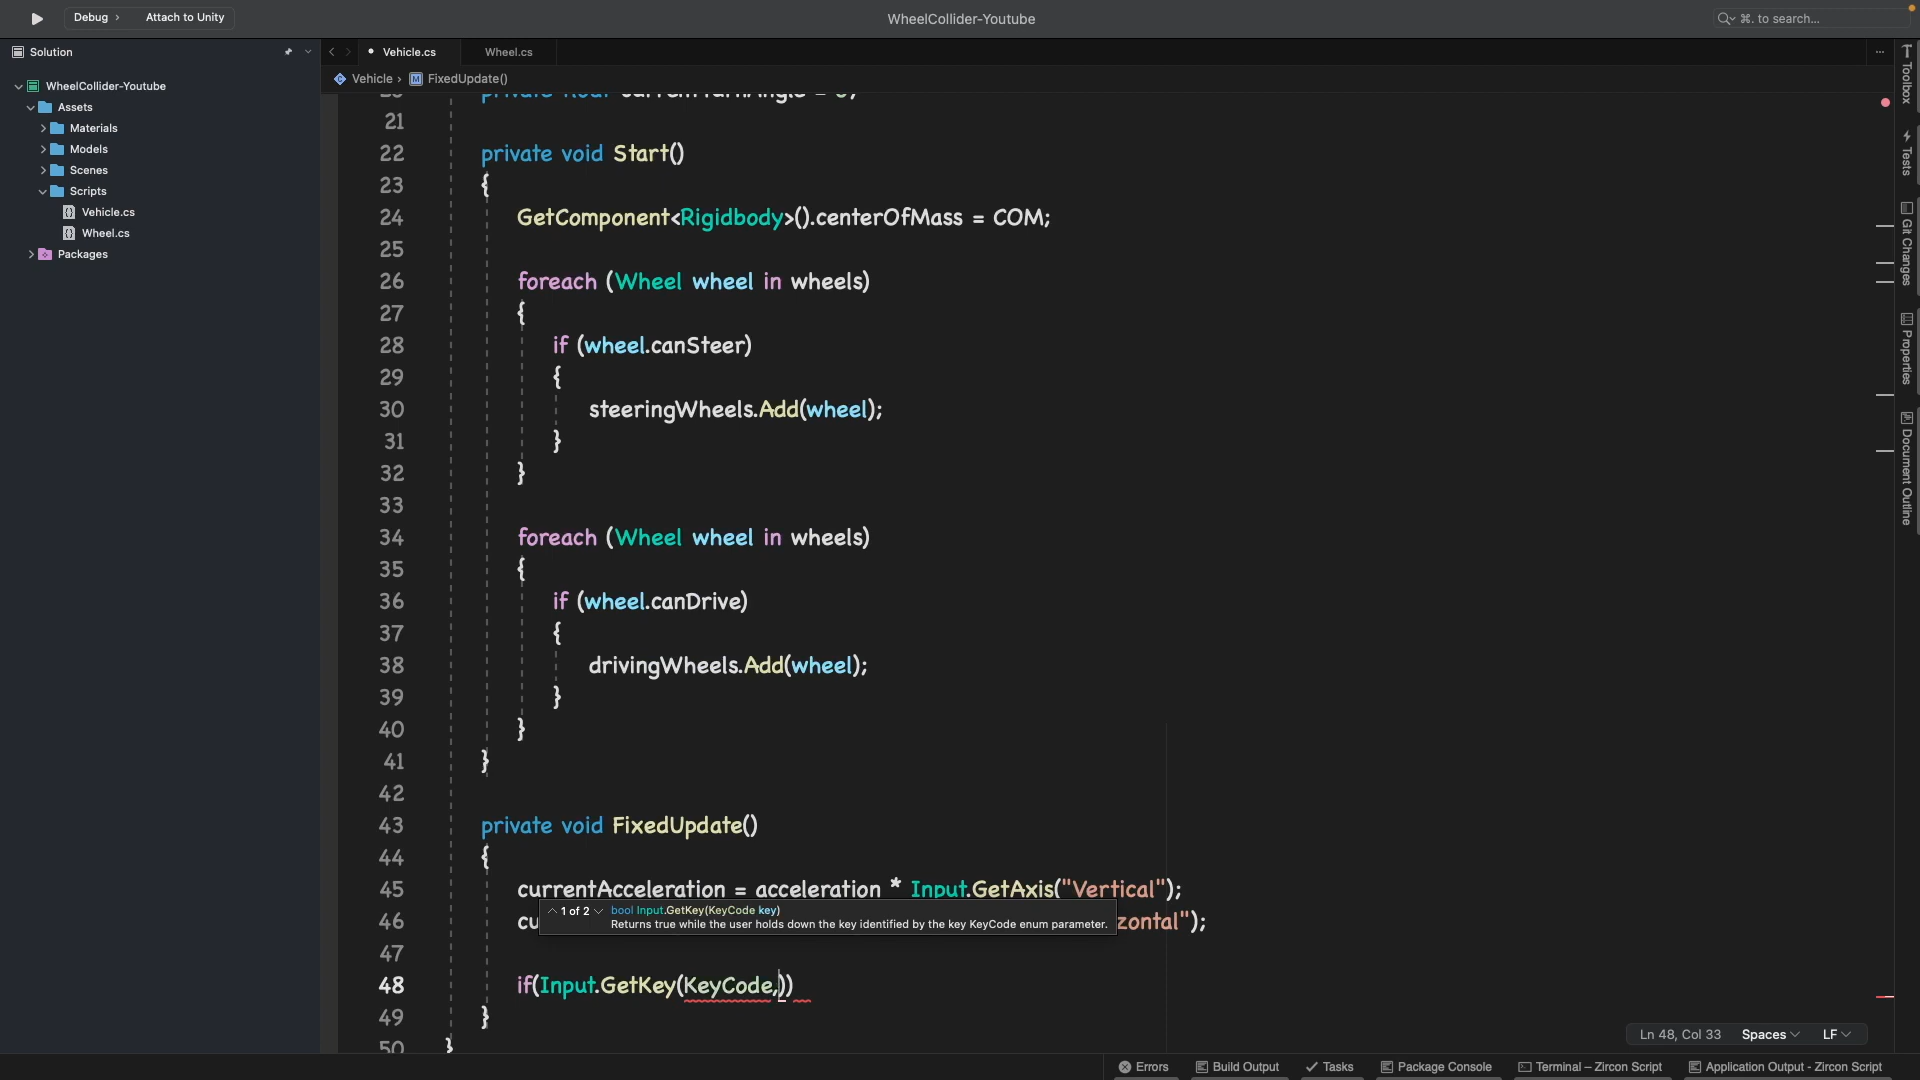 Debug › Attach to Unity
WheelCollider-Youtube
⌘. to search...
Solution
WheelCollider-Youtube
Assets
Materials
Models
Scenes
Scripts
Vehicle.cs
Wheel.cs
Packages
Vehicle.cs
Wheel.cs
Vehicle › FixedUpdate()
21
22 private void Start()
23 {
24 GetComponent<Rigidbody>().centerOfMass = COM;
25
26 foreach (Wheel wheel in wheels)
27 {
28 if (wheel.canSteer)
29 {
30 steeringWheels.Add(wheel);
31 }
32 }
33
34 foreach (Wheel wheel in wheels)
35 {
36 if (wheel.canDrive)
37 {
38 drivingWheels.Add(wheel);
39 }
40 }
41 }
42
43 private void FixedUpdate()
44 {
45 currentAcceleration = acceleration * Input.GetAxis("Vertical");
1 of 2 bool Input.GetKey(KeyCode key)
Returns true while the user holds down the key identified by the key KeyCode enum parameter.
46 cu zontal");
47
48 if(Input.GetKey(KeyCode,))
49 }
50 }
Toolbox
Tests
Git Changes
Properties
Document Outline
Ln 48, Col 33 Spaces LF
Errors Build Output Tasks Package Console Terminal – Zircon Script Application Output - Zircon Script